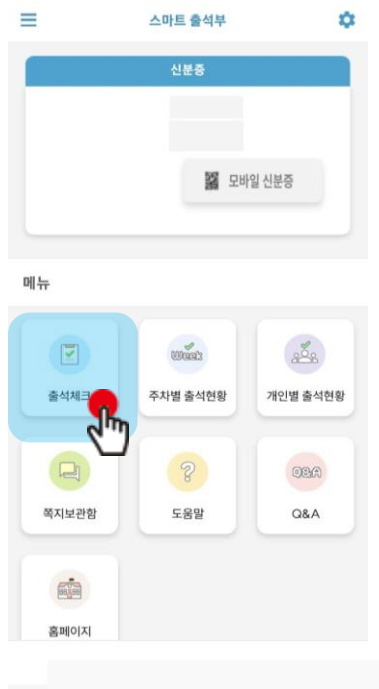 스마트 출석부
신분증
모바일 신분증
메뉴
출석체크
Week
주차별 출석현황
개인별 출석현황
쪽지보관함
?
도움말
Q&A
Q&A
홈페이지